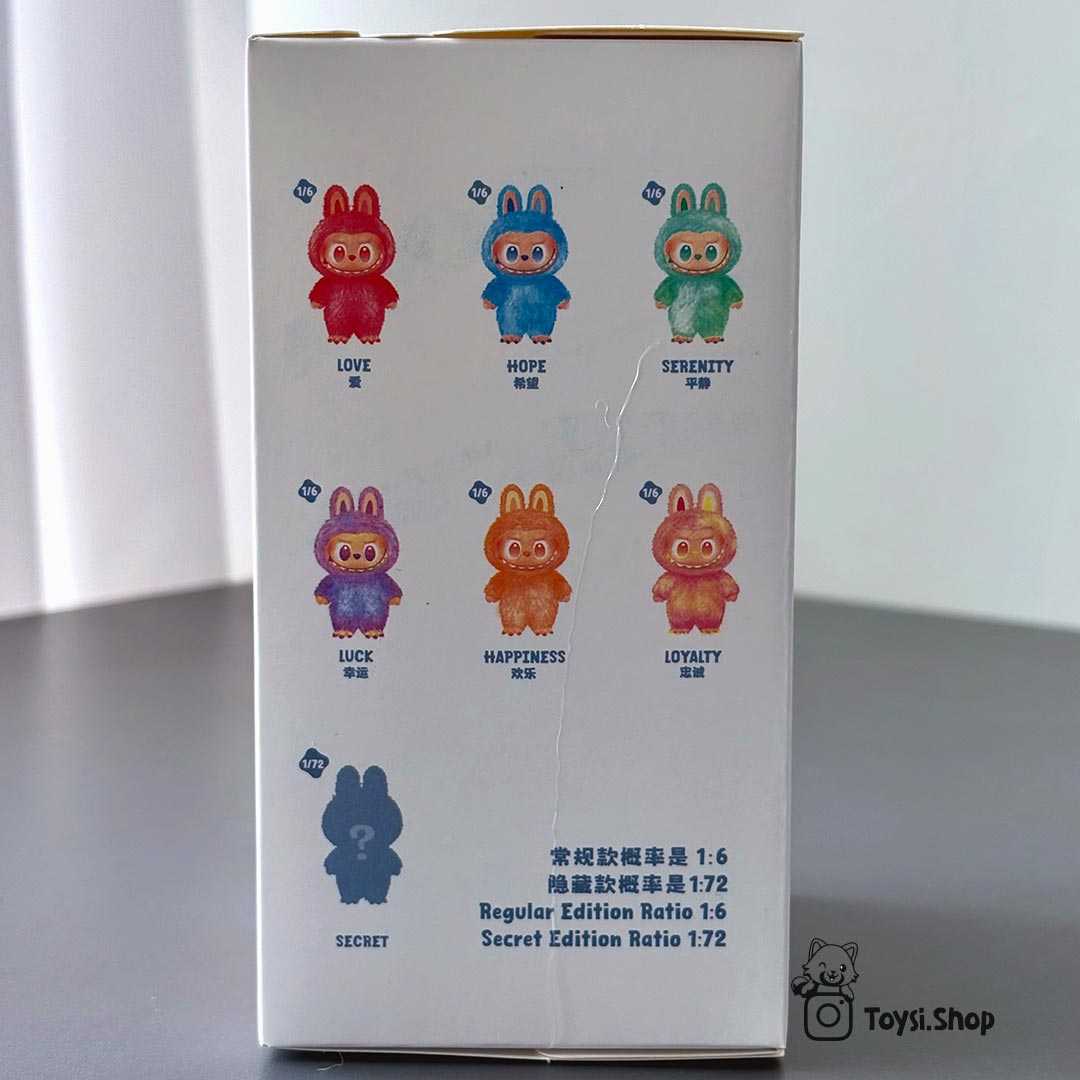 1/6
1/6
1/6
LOVE
爱
HOPE
希望
SERENITY
平静
1/6
1/6
1/6
LUCK
幸运
HAPPINESS
欢乐
LOYALTY
忠诚
1/72
?
SECRET
常规款概率是 1:6
隐藏款概率是1:72
Regular Edition Ratio 1:6
Secret Edition Ratio 1:72
Toysi.Shop